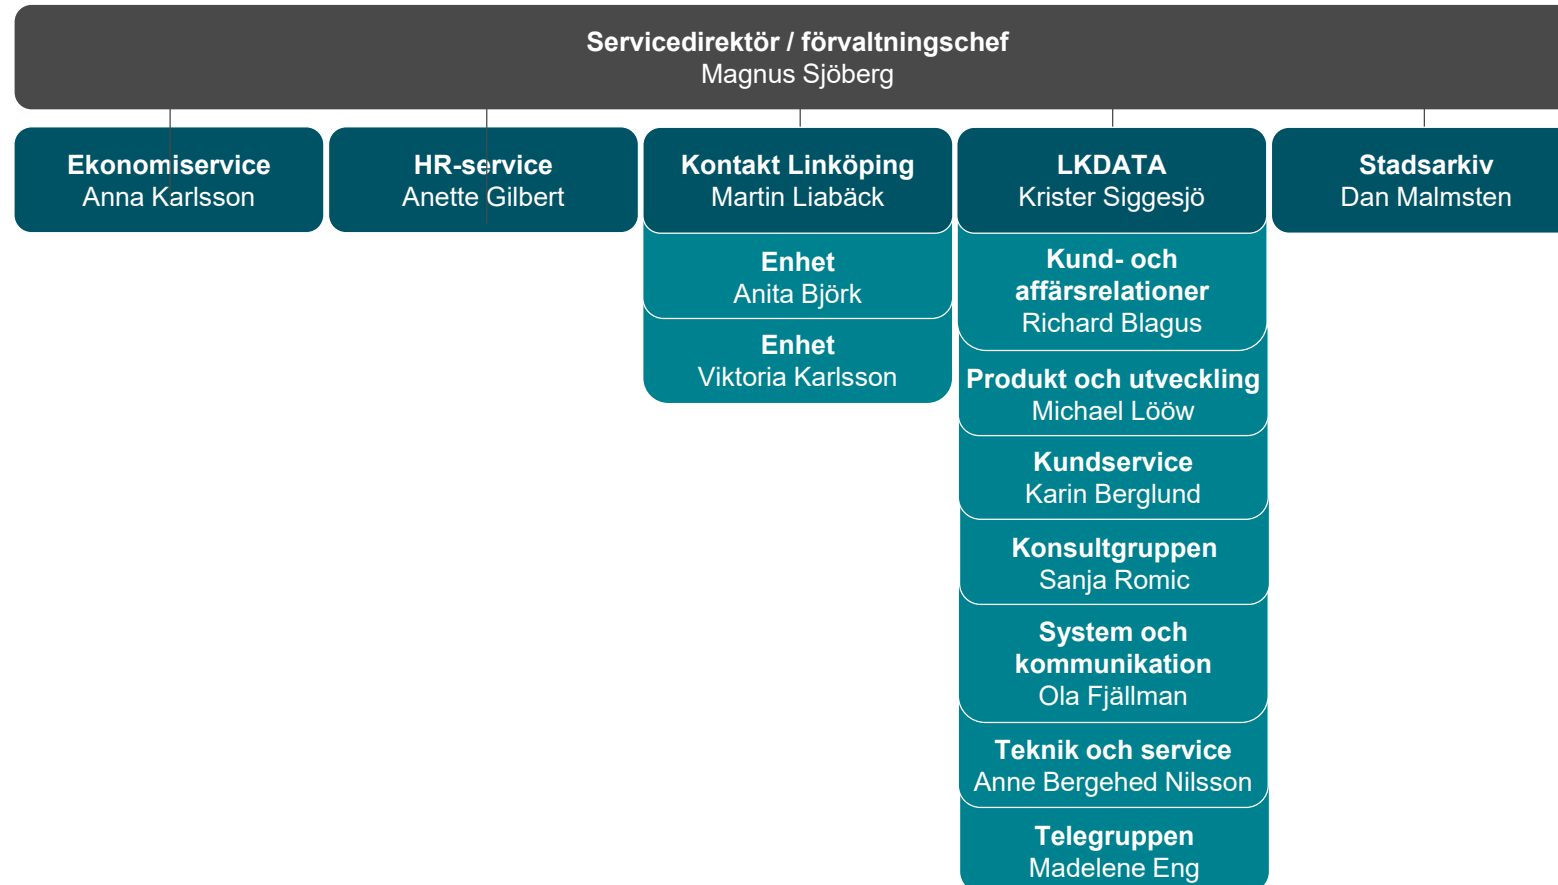 Servicedirektör / förvaltningschef
Magnus Sjöberg
Ekonomiservice
Anna Karlsson
HR-service
Anette Gilbert
Kontakt Linköping
Martin Liabäck
Enhet
Anita Björk
Enhet
Viktoria Karlsson
LKDATA
Krister Siggesjö
Kund- och
affärsrelationer
Richard Blagus
Produkt och utveckling
Michael Lööw
Kundservice
Karin Berglund
Konsultgruppen
Sanja Romic
System och
kommunikation
Ola Fjällman
Teknik och service
Anne Bergehed Nilsson
Telegruppen
Madelene Eng
Stadsarkiv
Dan Malmsten